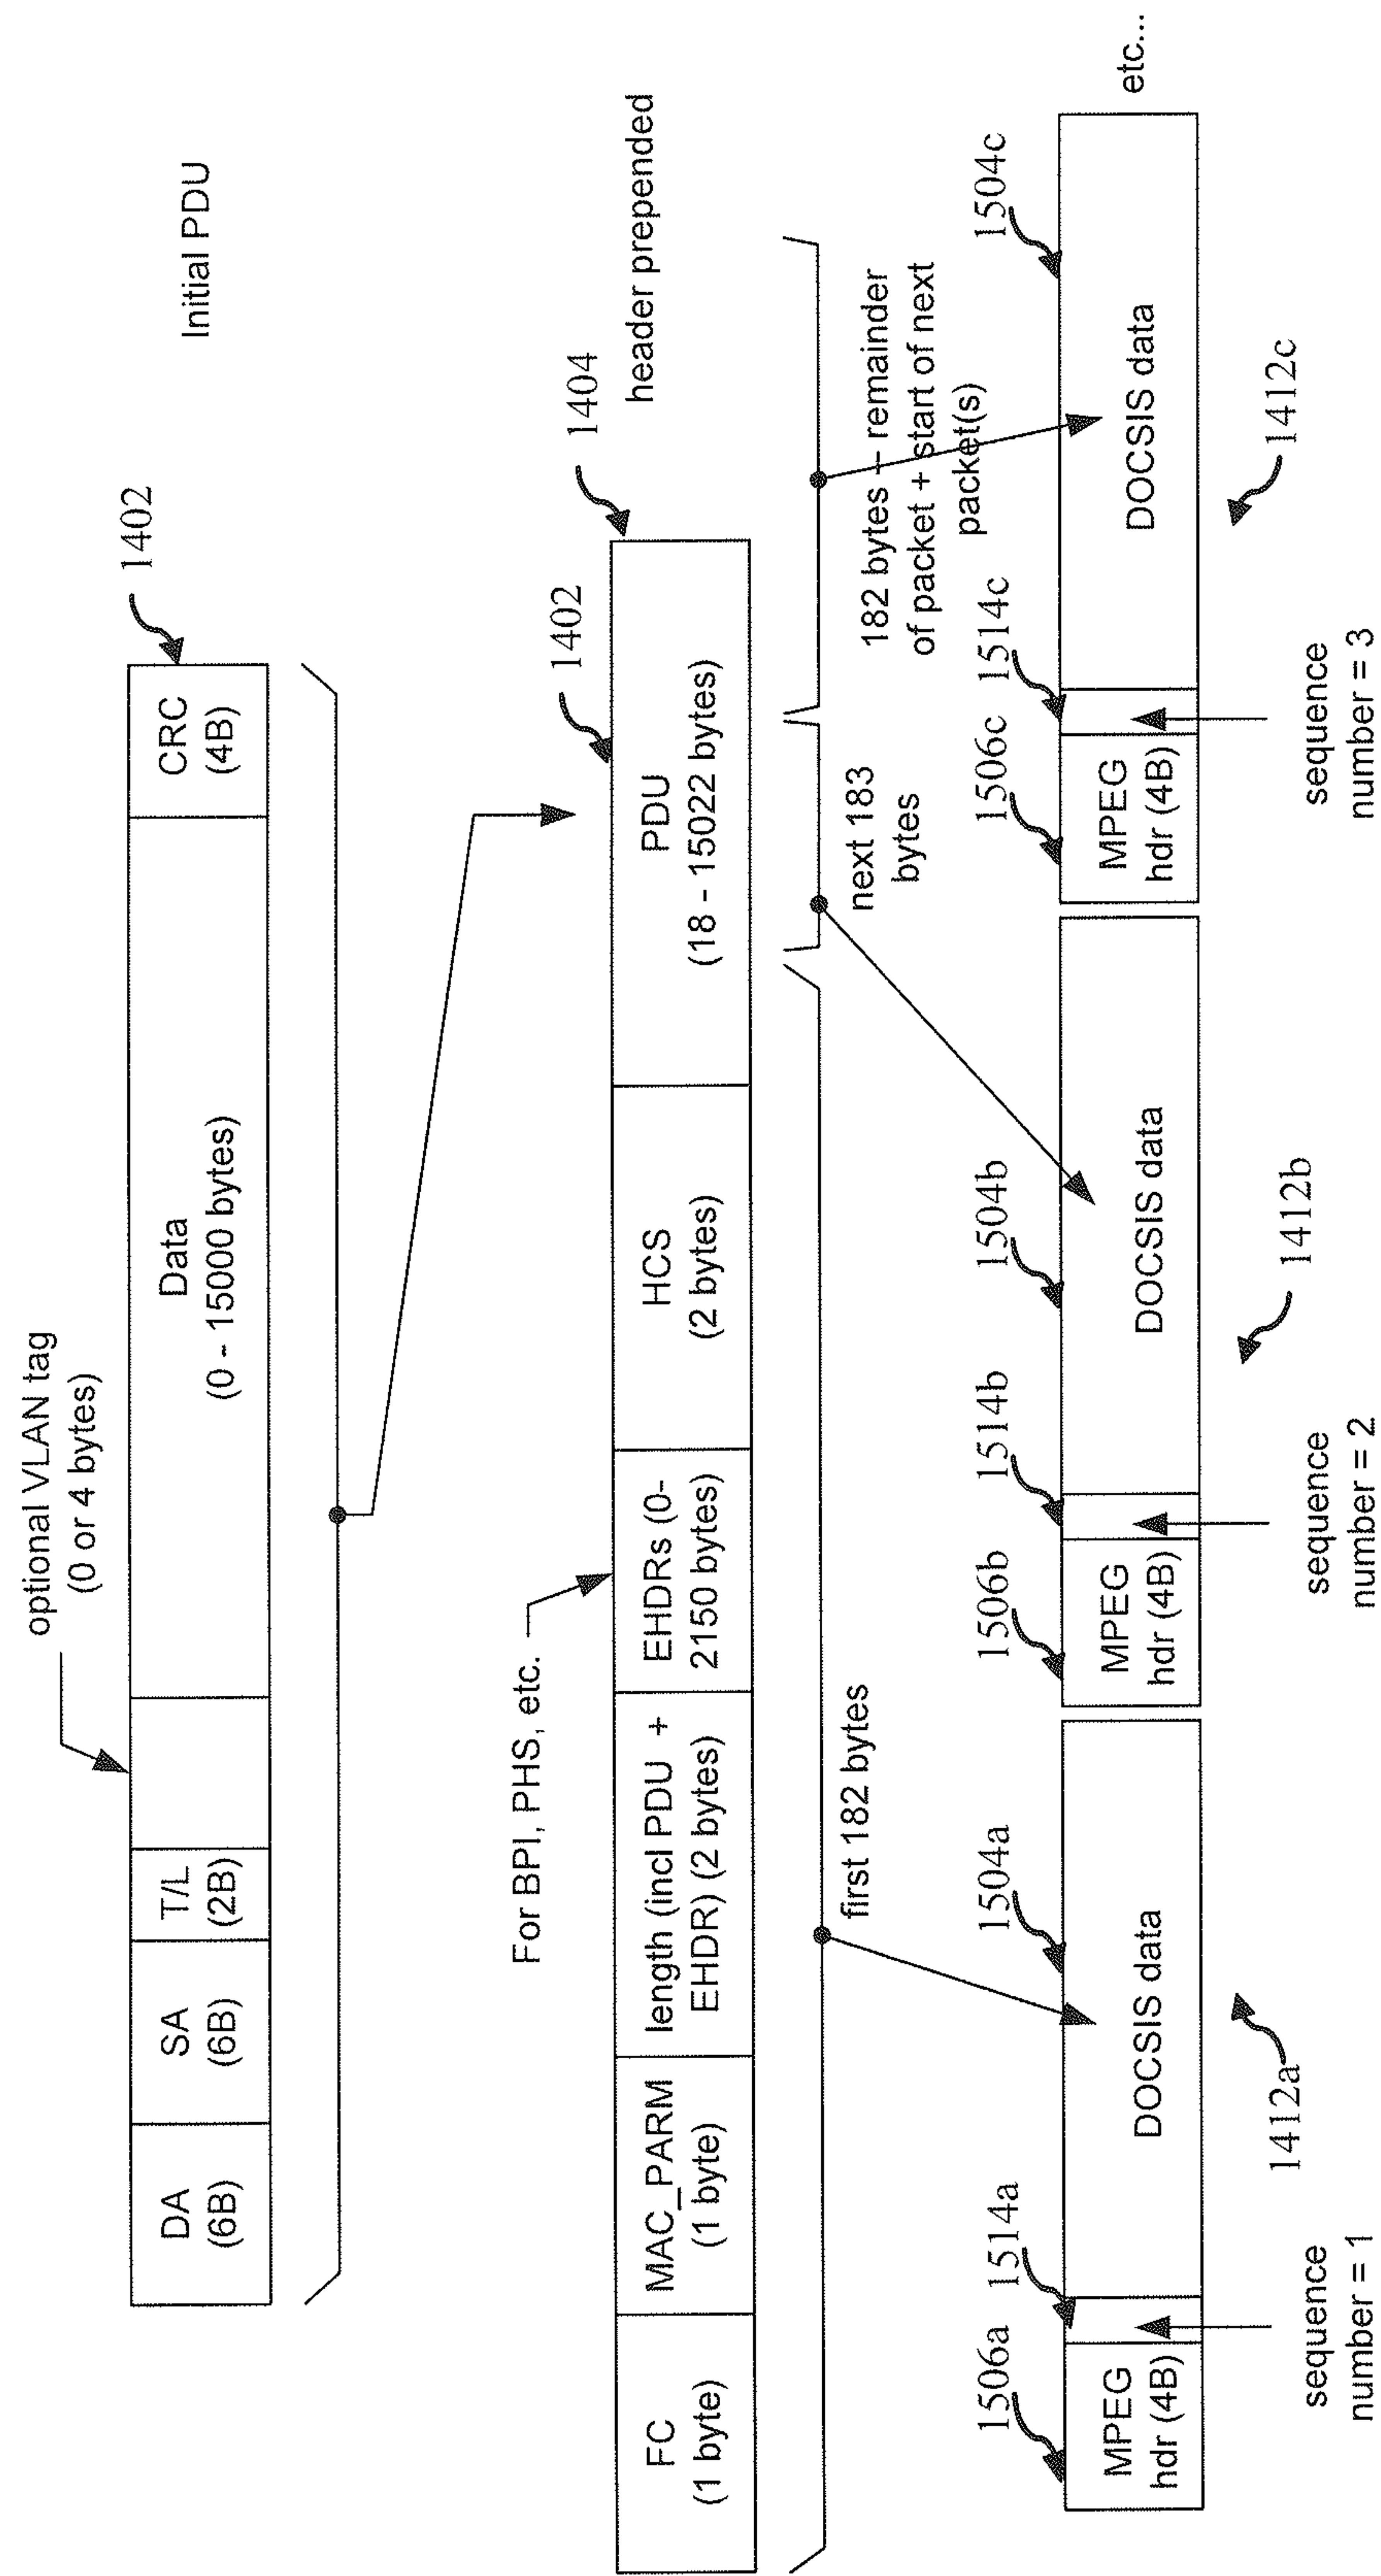 optional VLAN tag
(0 or 4 bytes)
1402
DA
(6B)
SA
(6B)
T/L
(2B)
Data
(0 - 15000 bytes)
CRC
(4B)
Initial PDU
For BPI, PHS, etc.
1402
1404
FC
(1 byte)
MAC_PARM
(1 byte)
length (incl PDU +
EHDR) (2 bytes)
EHDRs (0-
2150 bytes)
HCS
(2 bytes)
PDU
(18 - 15022 bytes)
header prepended
first 182 bytes
next 183
bytes
182 bytes – remainder
of packet + start of next
packet(s)
1506a
1514a
1504a
1506b
1514b
1504b
1506c
1514c
1504c
MPEG
hdr (4B)
DOCSIS data
MPEG
hdr (4B)
DOCSIS data
MPEG
hdr (4B)
DOCSIS data
etc...
1412a
1412b
1412c
sequence
number = 1
sequence
number = 2
sequence
number = 3